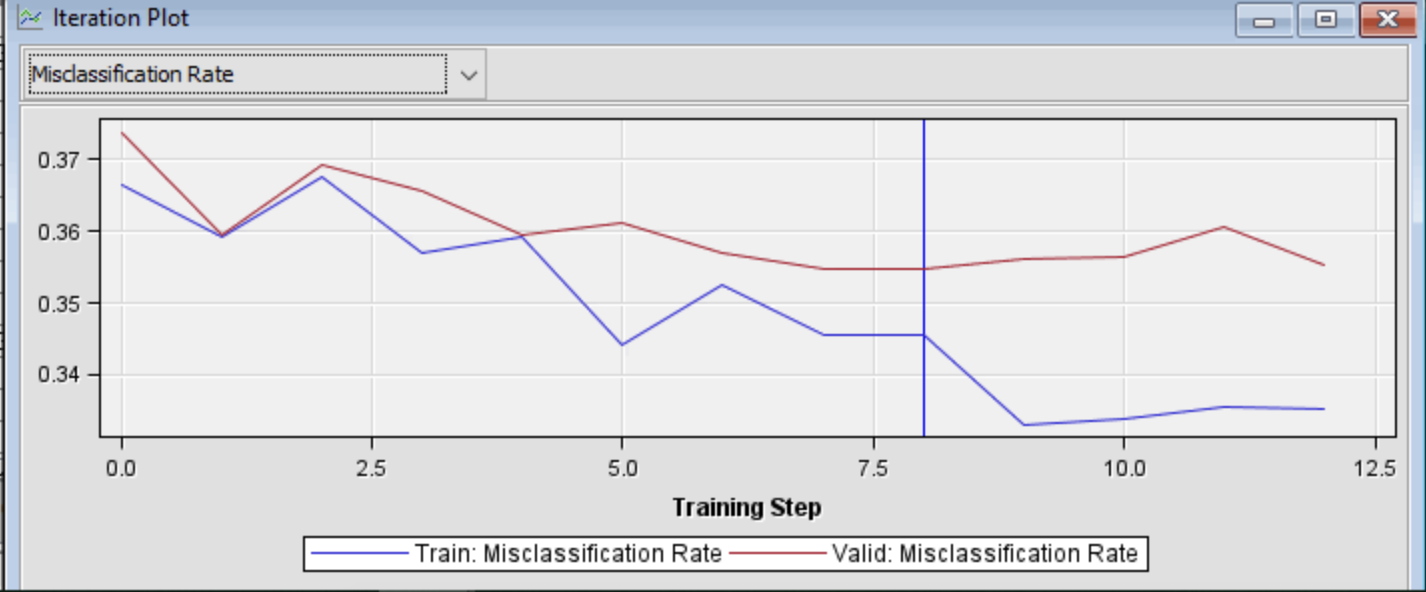 Iteration Plot
Misclassification Rate
0.37
0.36
0.35
0.34
0.0 2.5 5.0 7.5 10.0 12.5
Training Step
Train: Misclassification Rate Valid: Misclassification Rate